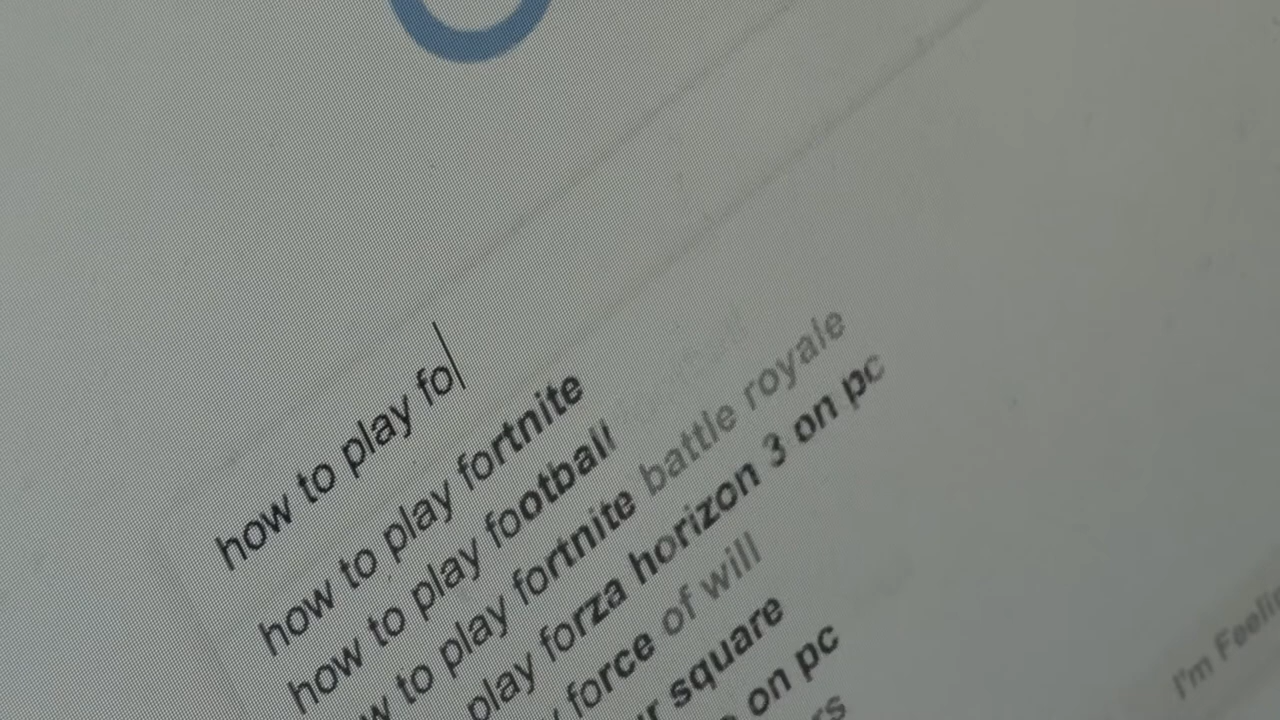 how to play fo
how to play fortnite
how to play football
to play fortnite battle royale
play forza horizon 3 on pc
force of will
square
on pc
I'm